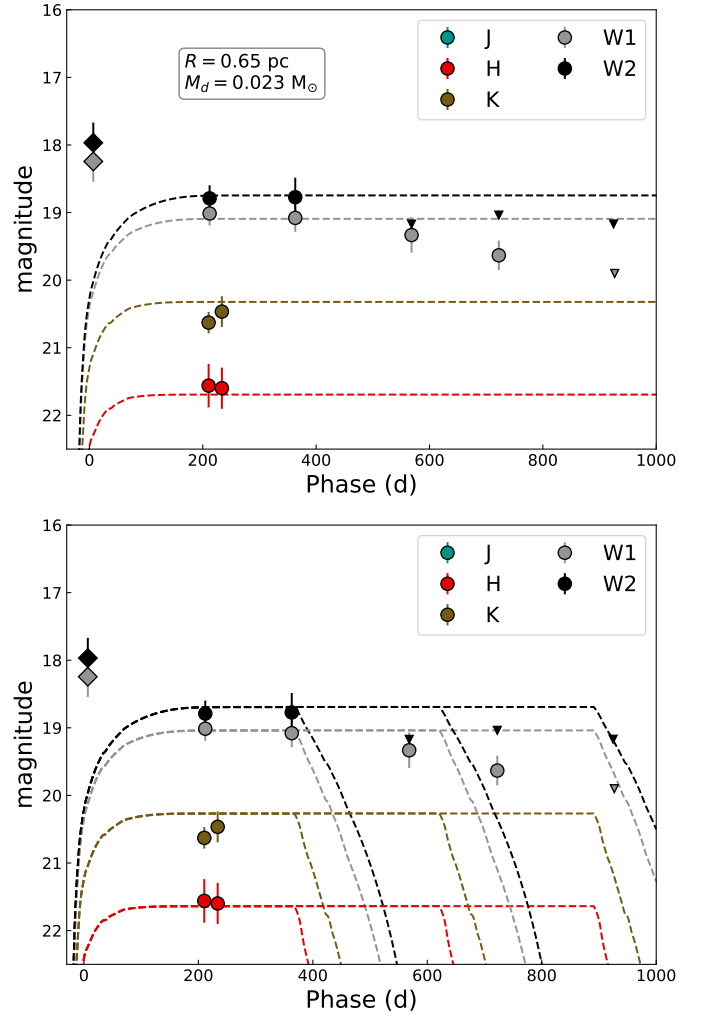 16
17
18
19
20
21
22
magnitude
R = 0.65 pc
M_d = 0.023 M_⊙
J
H
K
W1
W2
0 200 400 600 800 1000
Phase (d)
16
17
18
19
20
21
22
magnitude
J
H
K
W1
W2
0 200 400 600 800 1000
Phase (d)